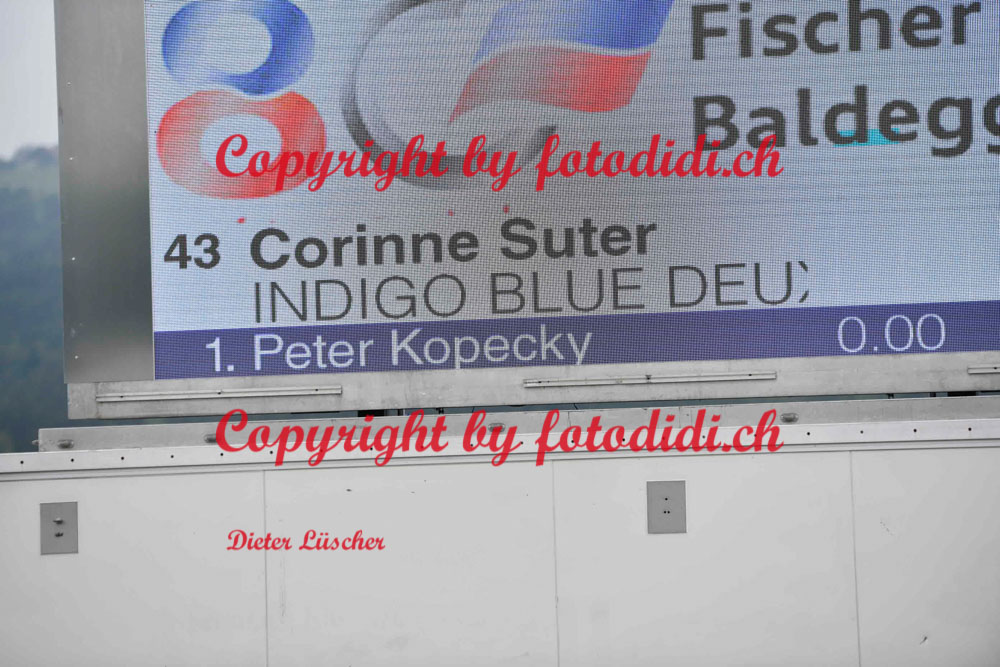 Fischer
Baldegg
Copyright by fotodidi.ch
43 Corinne Suter
INDIGO BLUE DEUX
1. Peter Kopecky 0.00
Copyright by fotodidi.ch
Dieter Lüscher